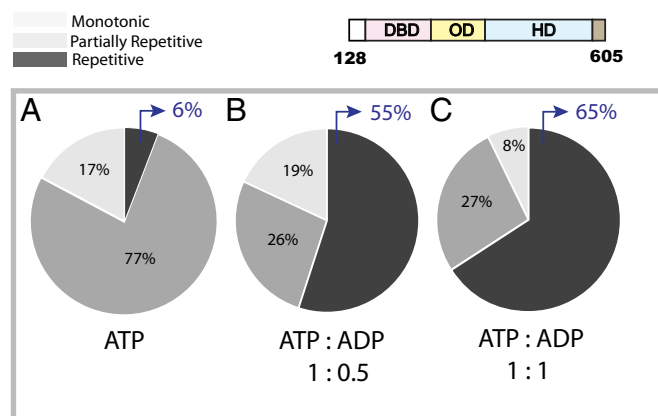 Monotonic
Partially Repetitive
Repetitive
DBD OD HD
128 605
A 6% B 55% C 65%
17% 19% 8%
77% 26% 27%
ATP ATP : ADP ATP : ADP
1 : 0.5 1 : 1